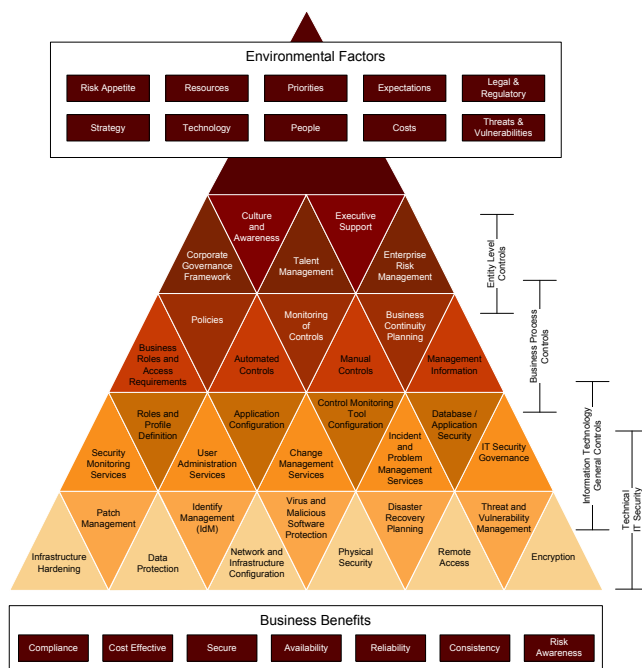 Environmental Factors
Risk Appetite
Resources
Priorities
Expectations
Legal &
Regulatory
Strategy
Technology
People
Costs
Threats &
Vulnerabilities
Culture
and
Awareness
Executive
Support
Corporate
Governance
Framework
Talent
Management
Enterprise
Risk
Management
Entity Level
Controls
Policies
Monitoring
of
Controls
Business
Continuity
Planning
Business
Roles and
Access
Requirements
Automated
Controls
Manual
Controls
Management
Information
Business Process
Controls
Roles and
Profile
Definition
Application
Configuration
Control Monitoring
Tool
Configuration
Database /
Application
Security
Security
Monitoring
Services
User
Administration
Services
Change
Management
Services
Incident
and
Problem
Management
Services
IT Security
Governance
Information Technology
General Controls
Patch
Management
Identify
Management
(IdM)
Virus and
Malicious
Software
Protection
Disaster
Recovery
Planning
Threat and
Vulnerability
Management
Technical
IT Security
Infrastructure
Hardening
Data
Protection
Network and
Infrastructure
Configuration
Physical
Security
Remote
Access
Encryption
Business Benefits
Compliance
Cost Effective
Secure
Availability
Reliability
Consistency
Risk
Awareness